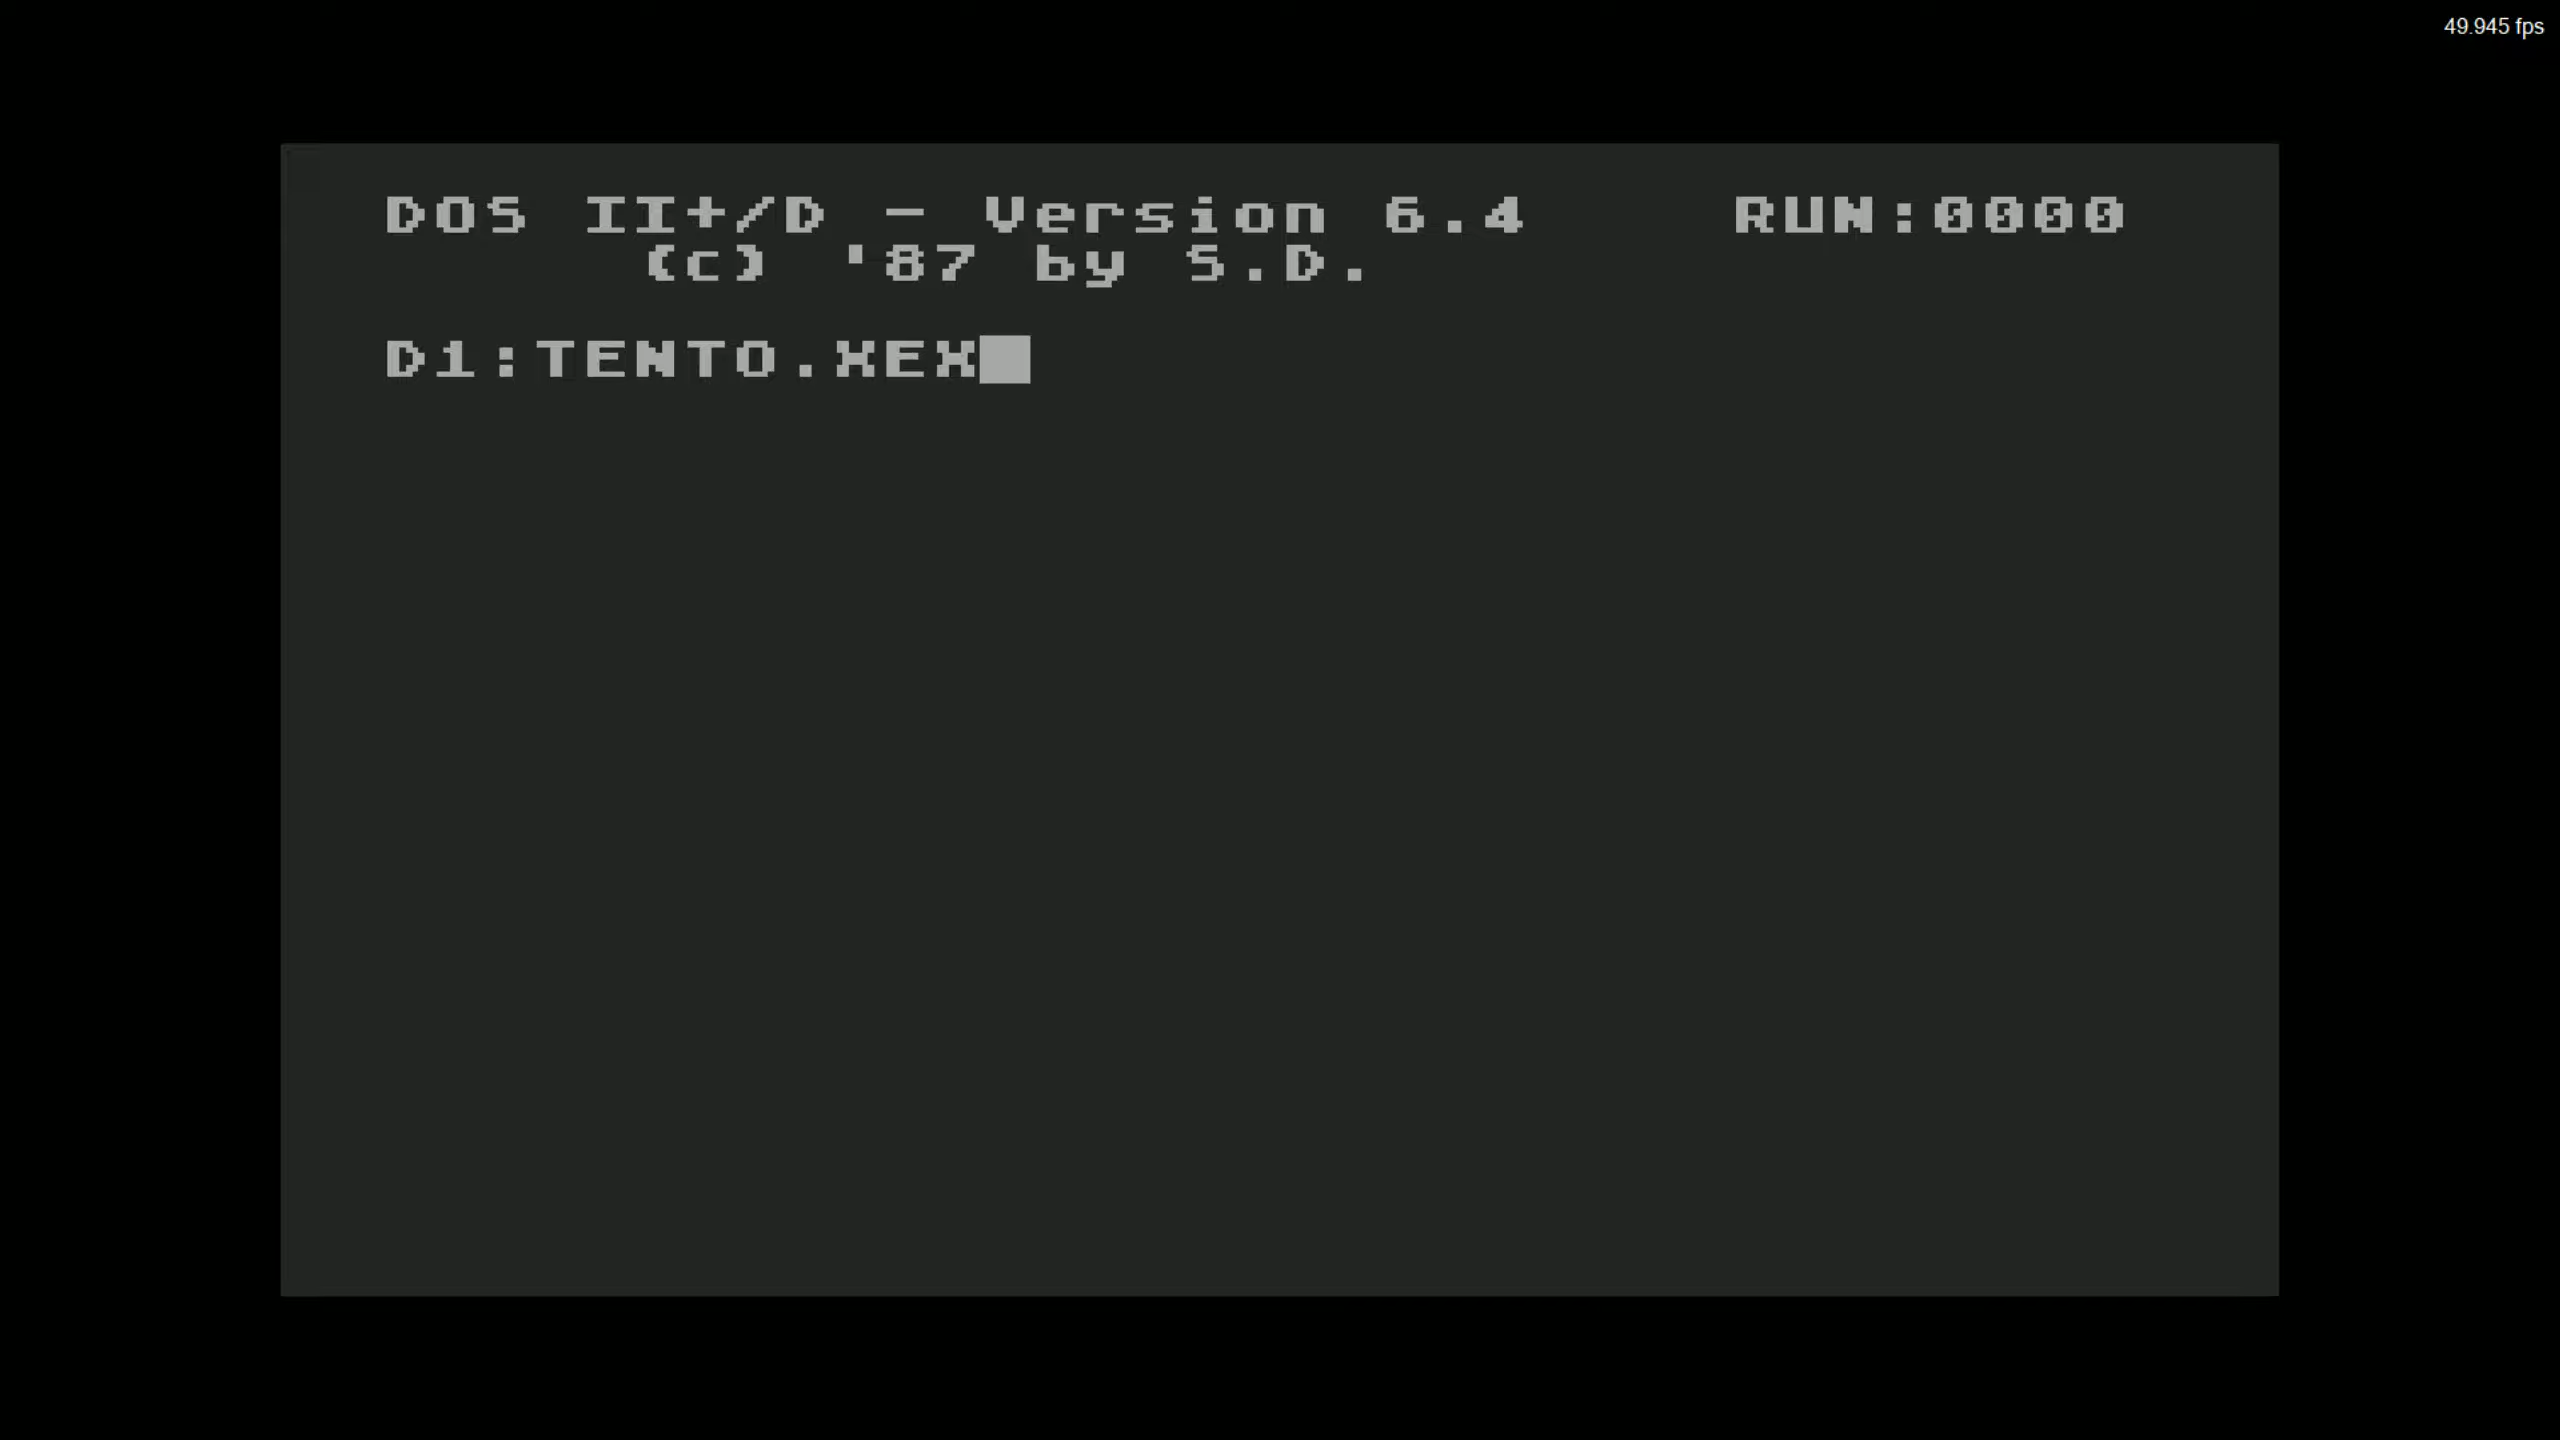 49.945 fps
DOS II+/D - Version 6.4 RUN:0000
(c) '87 by S.D.
D1:TENTO.XEX